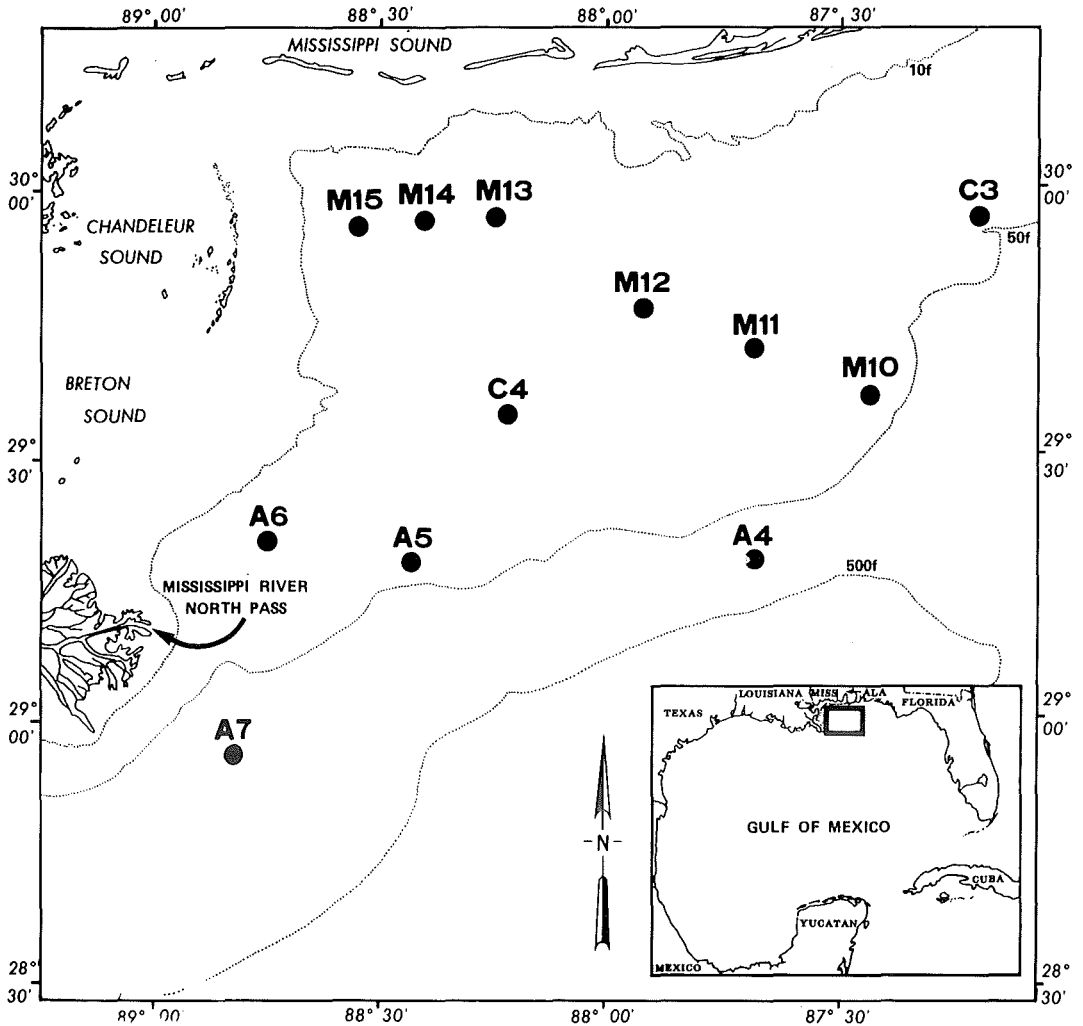 89° 00'
88° 30'
88° 00'
87° 30'
MISSISSIPPI SOUND
10f
30°
00'
30°
00'
M15
M14
M13
C3
CHANDELEUR
SOUND
50f
M12
M11
M10
BRETON
SOUND
C4
29°
30'
29°
30'
A6
A5
A4
500f
MISSISSIPPI RIVER
NORTH PASS
29°
00'
29°
00'
A7
LOUISIANA
MISS
ALA
FLORIDA
TEXAS
GULF OF MEXICO
-N-
CUBA
YUCATAN
MEXICO
28°
30'
28°
30'
89° 00'
88° 30'
88° 00'
87° 30'